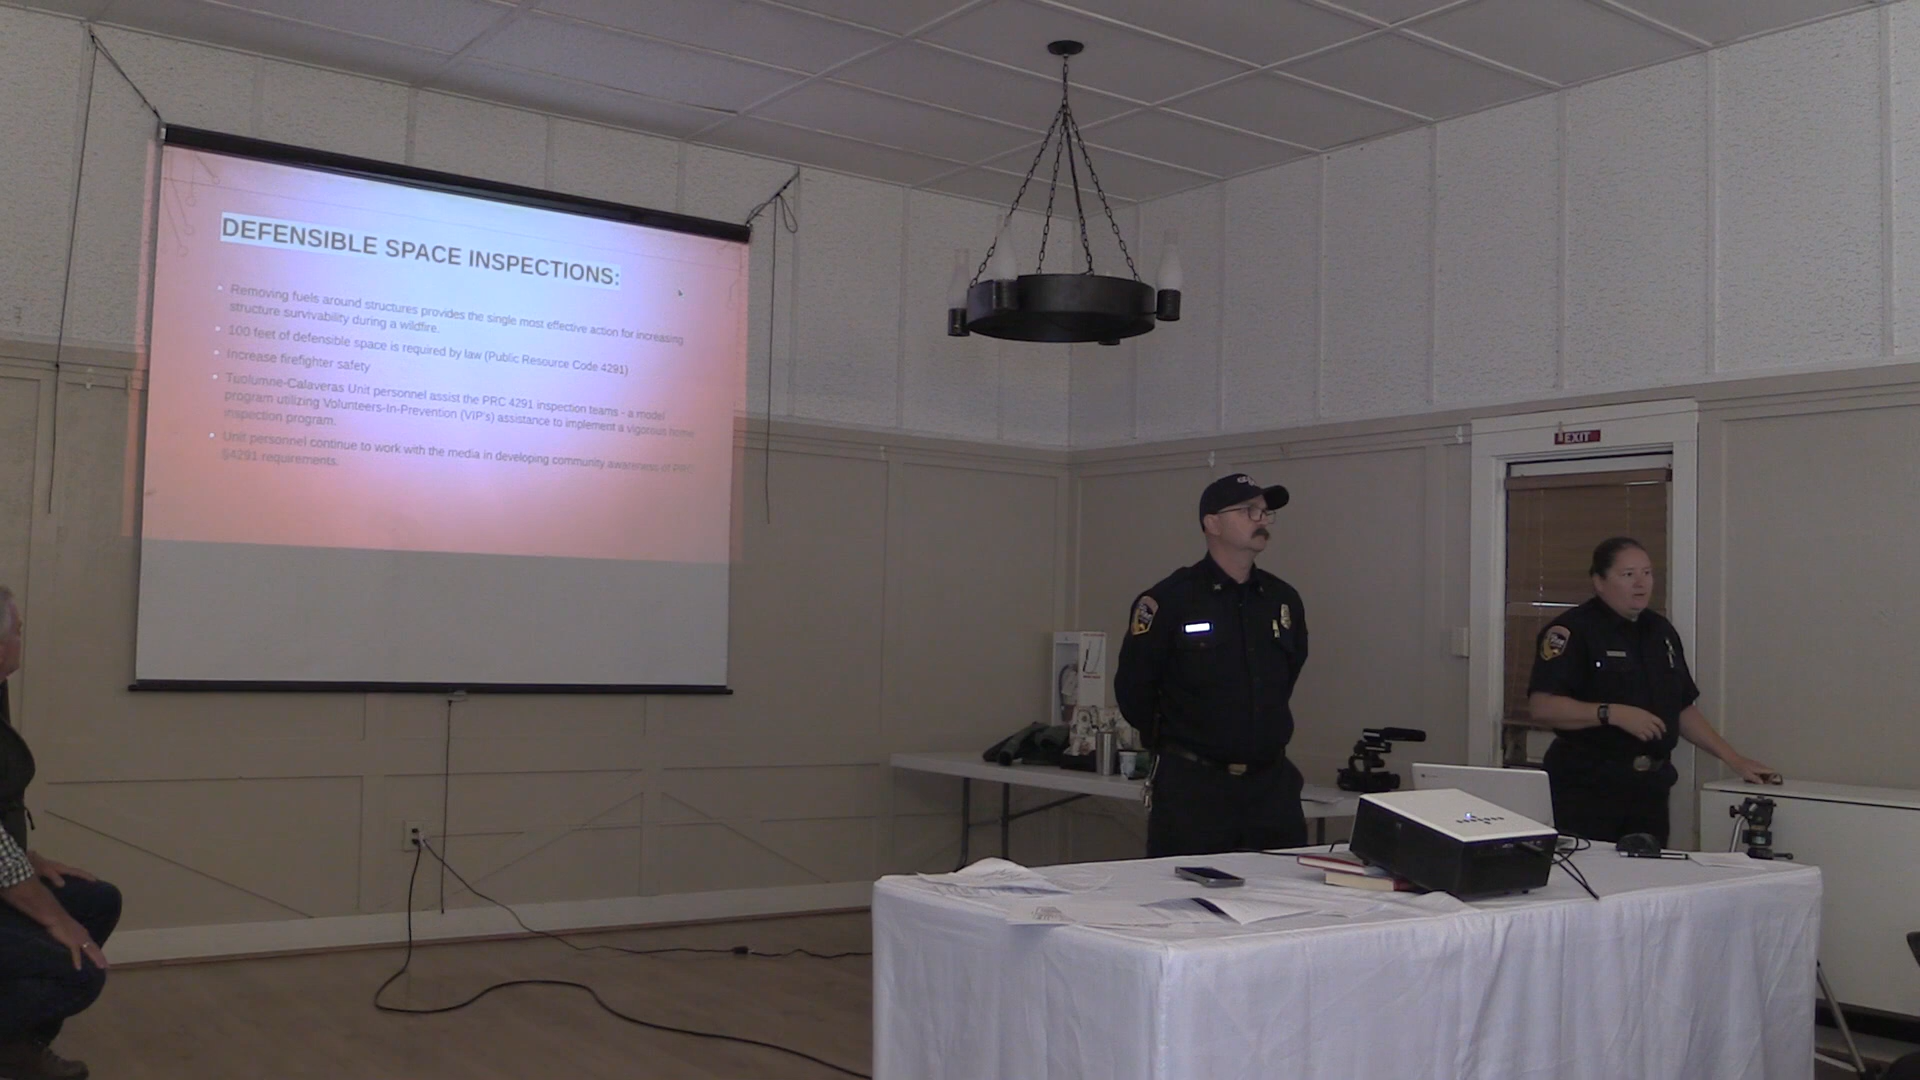 DEFENSIBLE SPACE INSPECTIONS:
Removing fuels around structures provides the single most effective action for increasing
structure survivability during a wildfire.
100 feet of defensible space is required by law (Public Resource Code 4291)
Increase firefighter safety
Tuolumne-Calaveras Unit personnel assist the PRC 4291 inspection teams - a model
program utilizing Volunteers-In-Prevention (VIP's) assistance to implement a vigorous home
inspection program.
Unit personnel continue to work with the media in developing community awareness of PRC
§4291 requirements.
EXIT